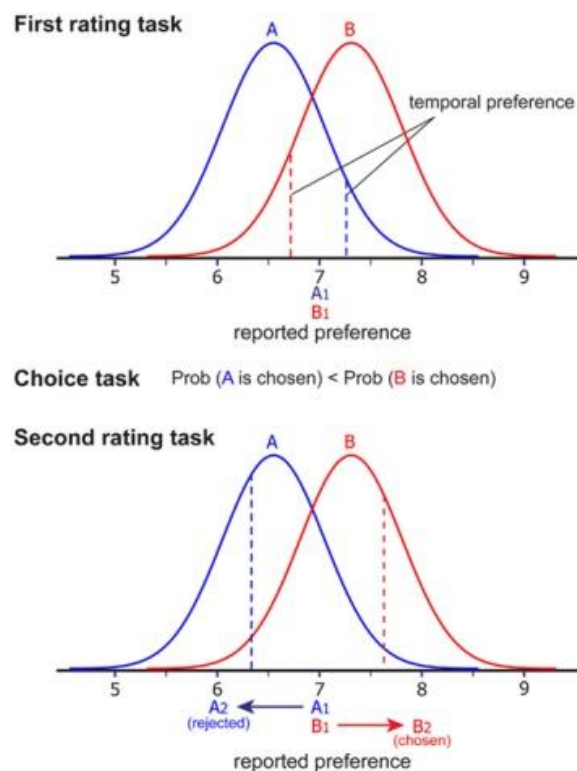 First rating task
A
B
temporal preference
5 6 7 8 9
A1
B1
reported preference
Choice task Prob (A is chosen) < Prob (B is chosen)
Second rating task
A
B
5 6 7 8 9
A2 A1
(rejected) B1 B2
(chosen)
reported preference